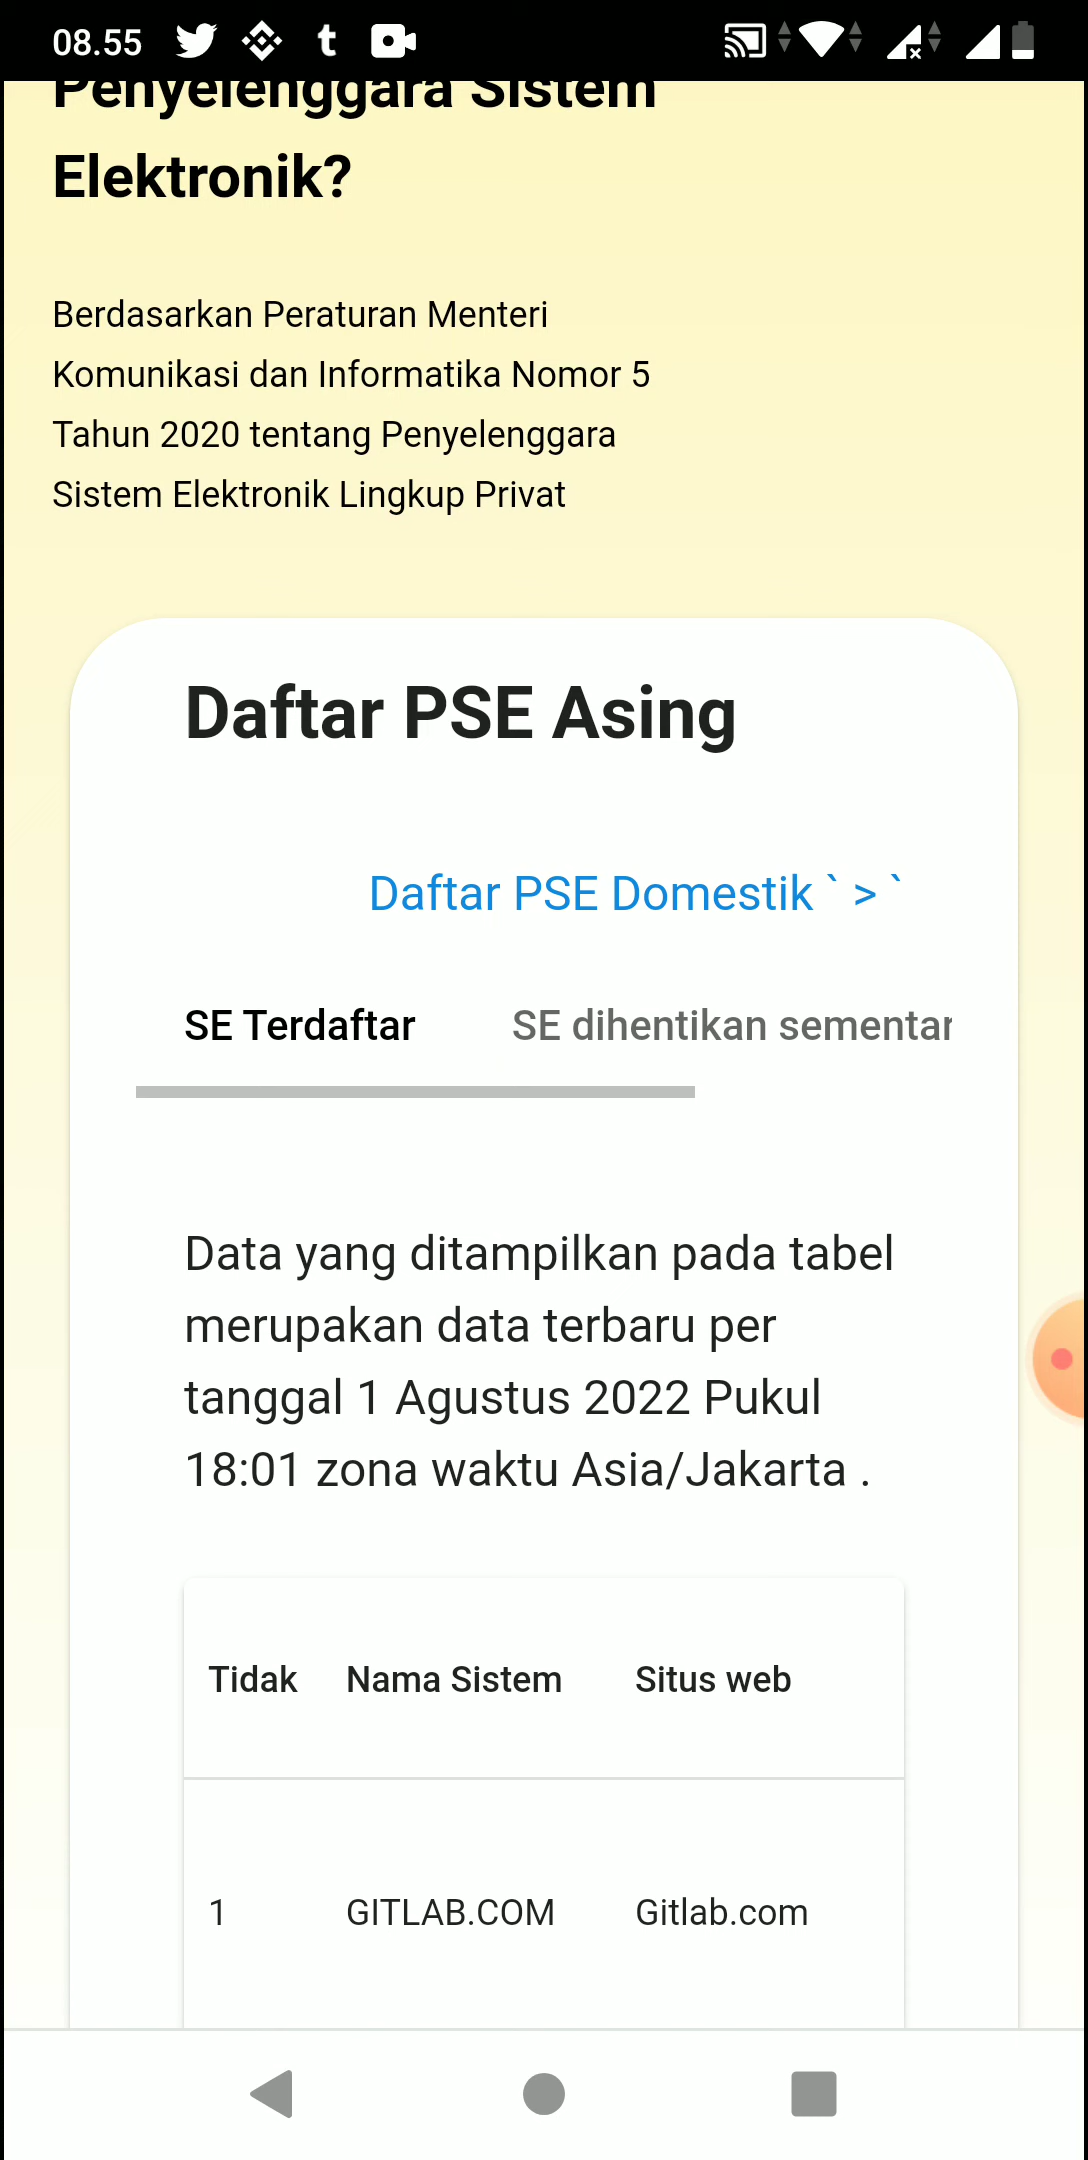 08.55
Penyelenggara Sistem
Elektronik?
Berdasarkan Peraturan Menteri
Komunikasi dan Informatika Nomor 5
Tahun 2020 tentang Penyelenggara
Sistem Elektronik Lingkup Privat
Daftar PSE Asing
Daftar PSE Domestik ` > `
SE Terdaftar SE dihentikan sementar
Data yang ditampilkan pada tabel
merupakan data terbaru per
tanggal 1 Agustus 2022 Pukul
18:01 zona waktu Asia/Jakarta .
Tidak Nama Sistem Situs web
1 GITLAB.COM Gitlab.com